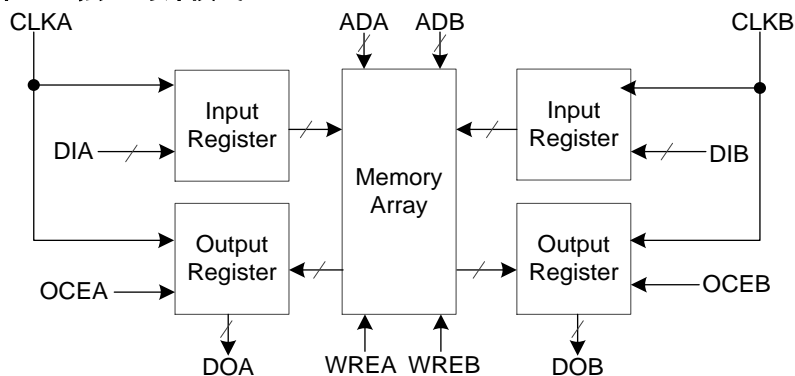 CLKA
ADA
ADB
CLKB
Input
Register
Input
Register
DIA
DIB
Memory
Array
Output
Register
Output
Register
OCEA
OCEB
DOA
WREA
WREB
DOB